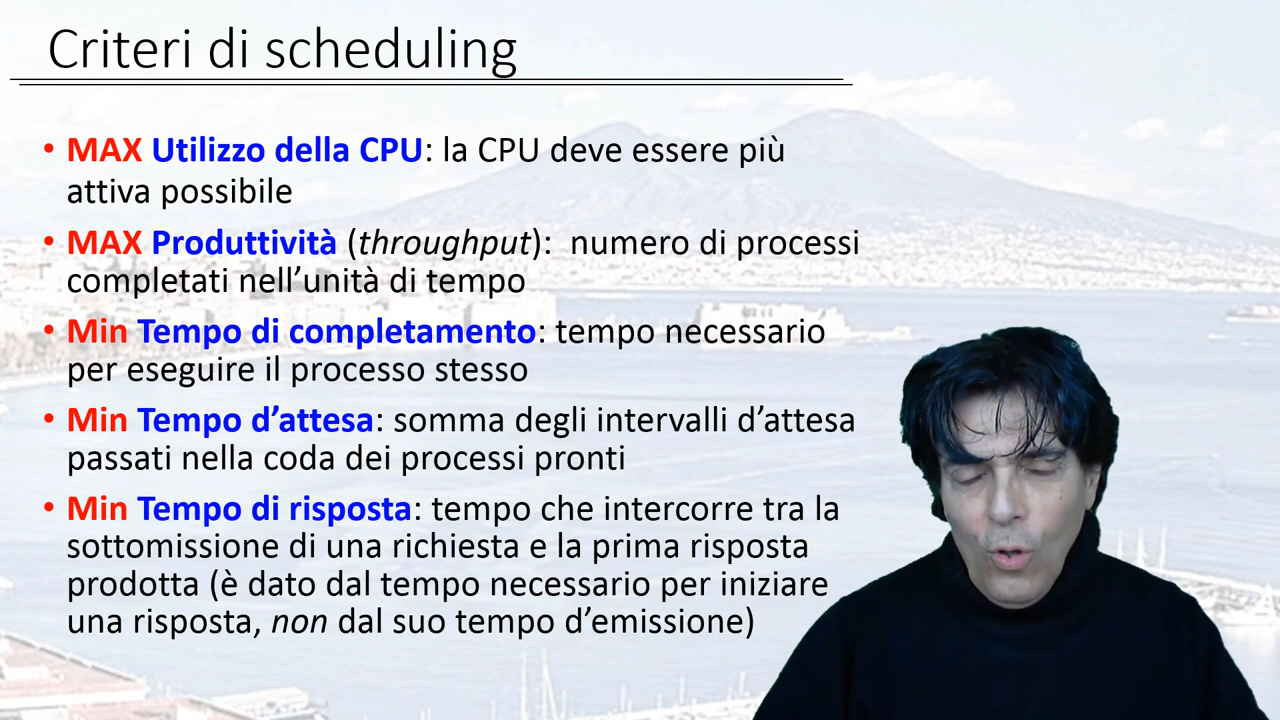 Criteri di scheduling
• MAX Utilizzo della CPU: la CPU deve essere più
attiva possibile
• MAX Produttività (throughput):  numero di processi
completati nell’unità di tempo
• Min Tempo di completamento: tempo necessario
per eseguire il processo stesso
• Min Tempo d’attesa: somma degli intervalli d’attesa
passati nella coda dei processi pronti
• Min Tempo di risposta: tempo che intercorre tra la
sottomissione di una richiesta e la prima risposta
prodotta (è dato dal tempo necessario per iniziare
una risposta, non dal suo tempo d’emissione)